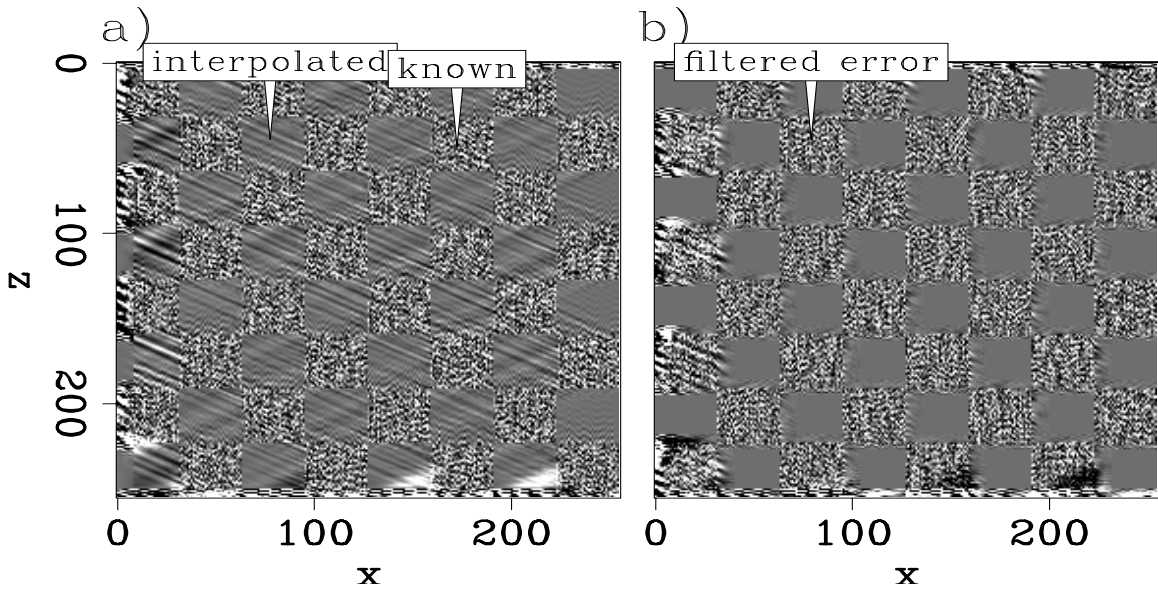 a)
interpolated
known
0
100
200
z
0
100
200
x
b)
filtered error
0
100
200
x